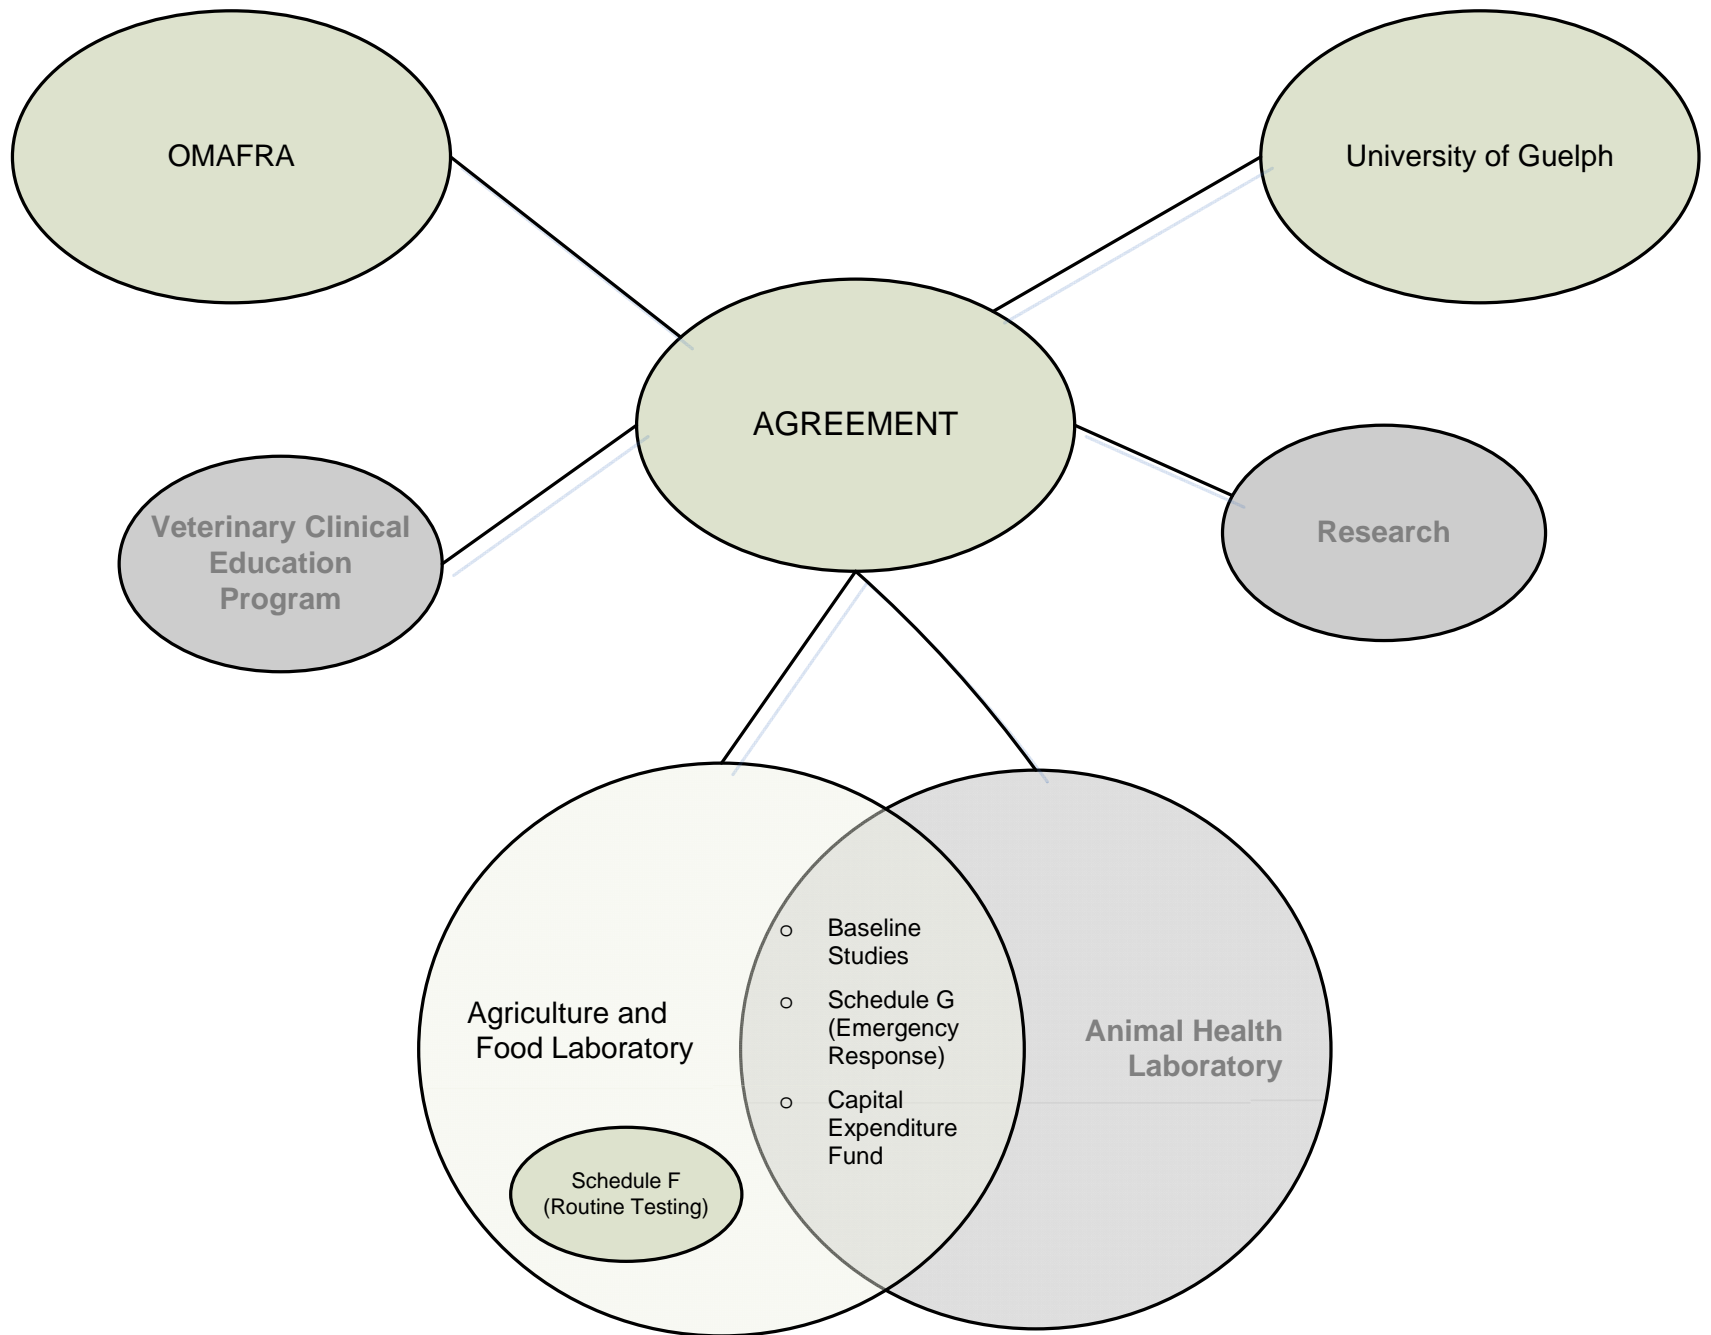 OMAFRA
University of Guelph
AGREEMENT
Veterinary Clinical
Education
Program
Research
Agriculture and
Food Laboratory
Schedule F
(Routine Testing)
o Baseline
Studies
o Schedule G
(Emergency
Response)
o Capital
Expenditure
Fund
Animal Health
Laboratory